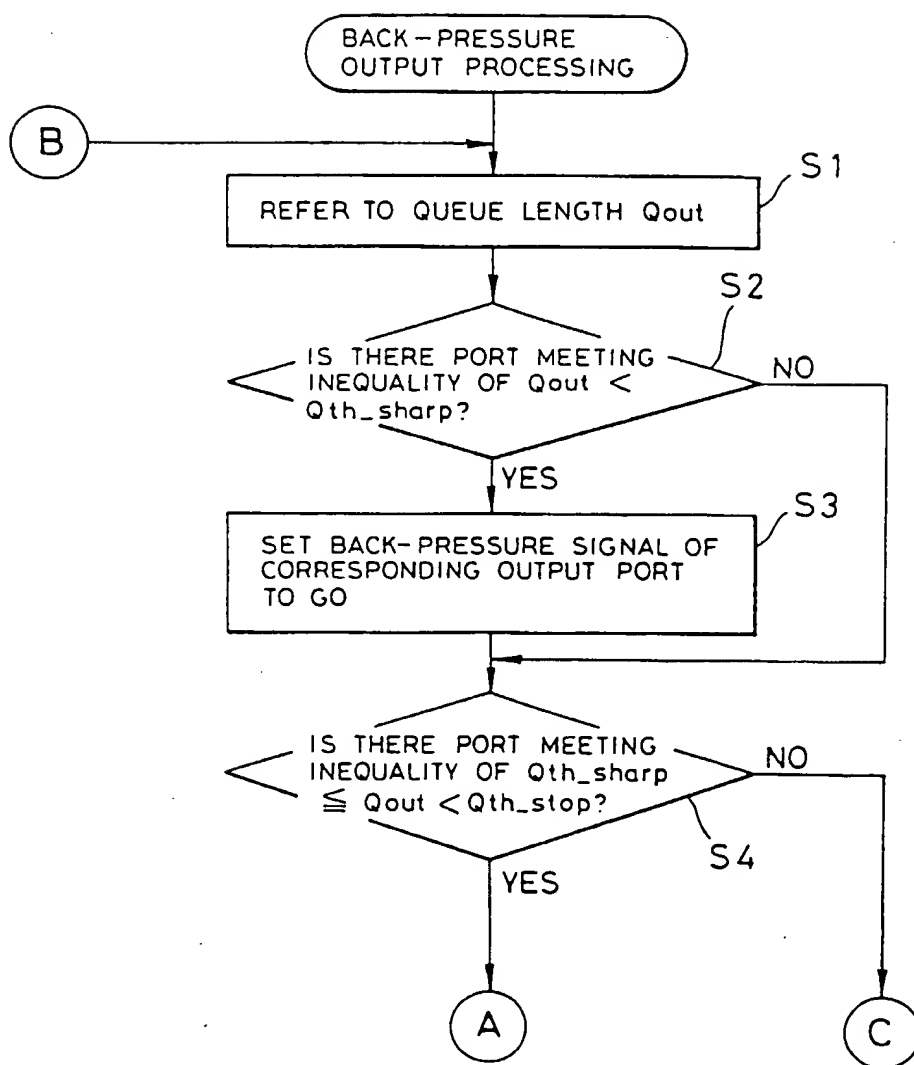 BACK-PRESSURE
OUTPUT PROCESSING
B
S1
REFER TO QUEUE LENGTH Qout
S2
IS THERE PORT MEETING
INEQUALITY OF Qout <
Qth_sharp?
NO
YES
S3
SET BACK-PRESSURE SIGNAL OF
CORRESPONDING OUTPUT PORT
TO GO
IS THERE PORT MEETING
INEQUALITY OF Qth_sharp
≦ Qout < Qth_stop?
NO
S4
YES
A
C